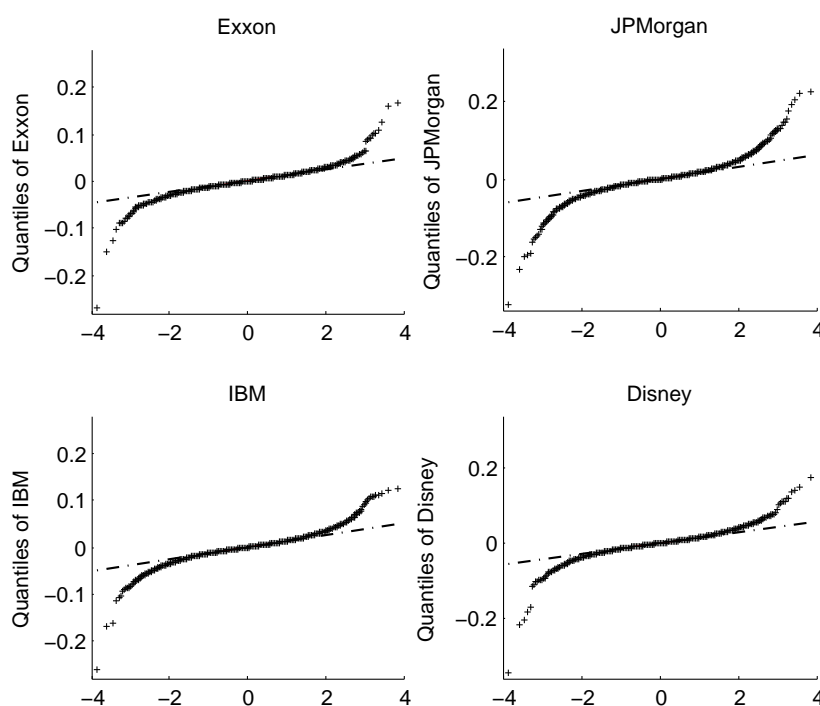 Exxon
Quantiles of Exxon
0.2
0.1
0
−0.1
−0.2
−4 −2 0 2 4
JPMorgan
Quantiles of JPMorgan
0.2
0
−0.2
−4 −2 0 2 4
IBM
Quantiles of IBM
0.2
0.1
0
−0.1
−0.2
−4 −2 0 2 4
Disney
Quantiles of Disney
0.2
0
−0.2
−4 −2 0 2 4